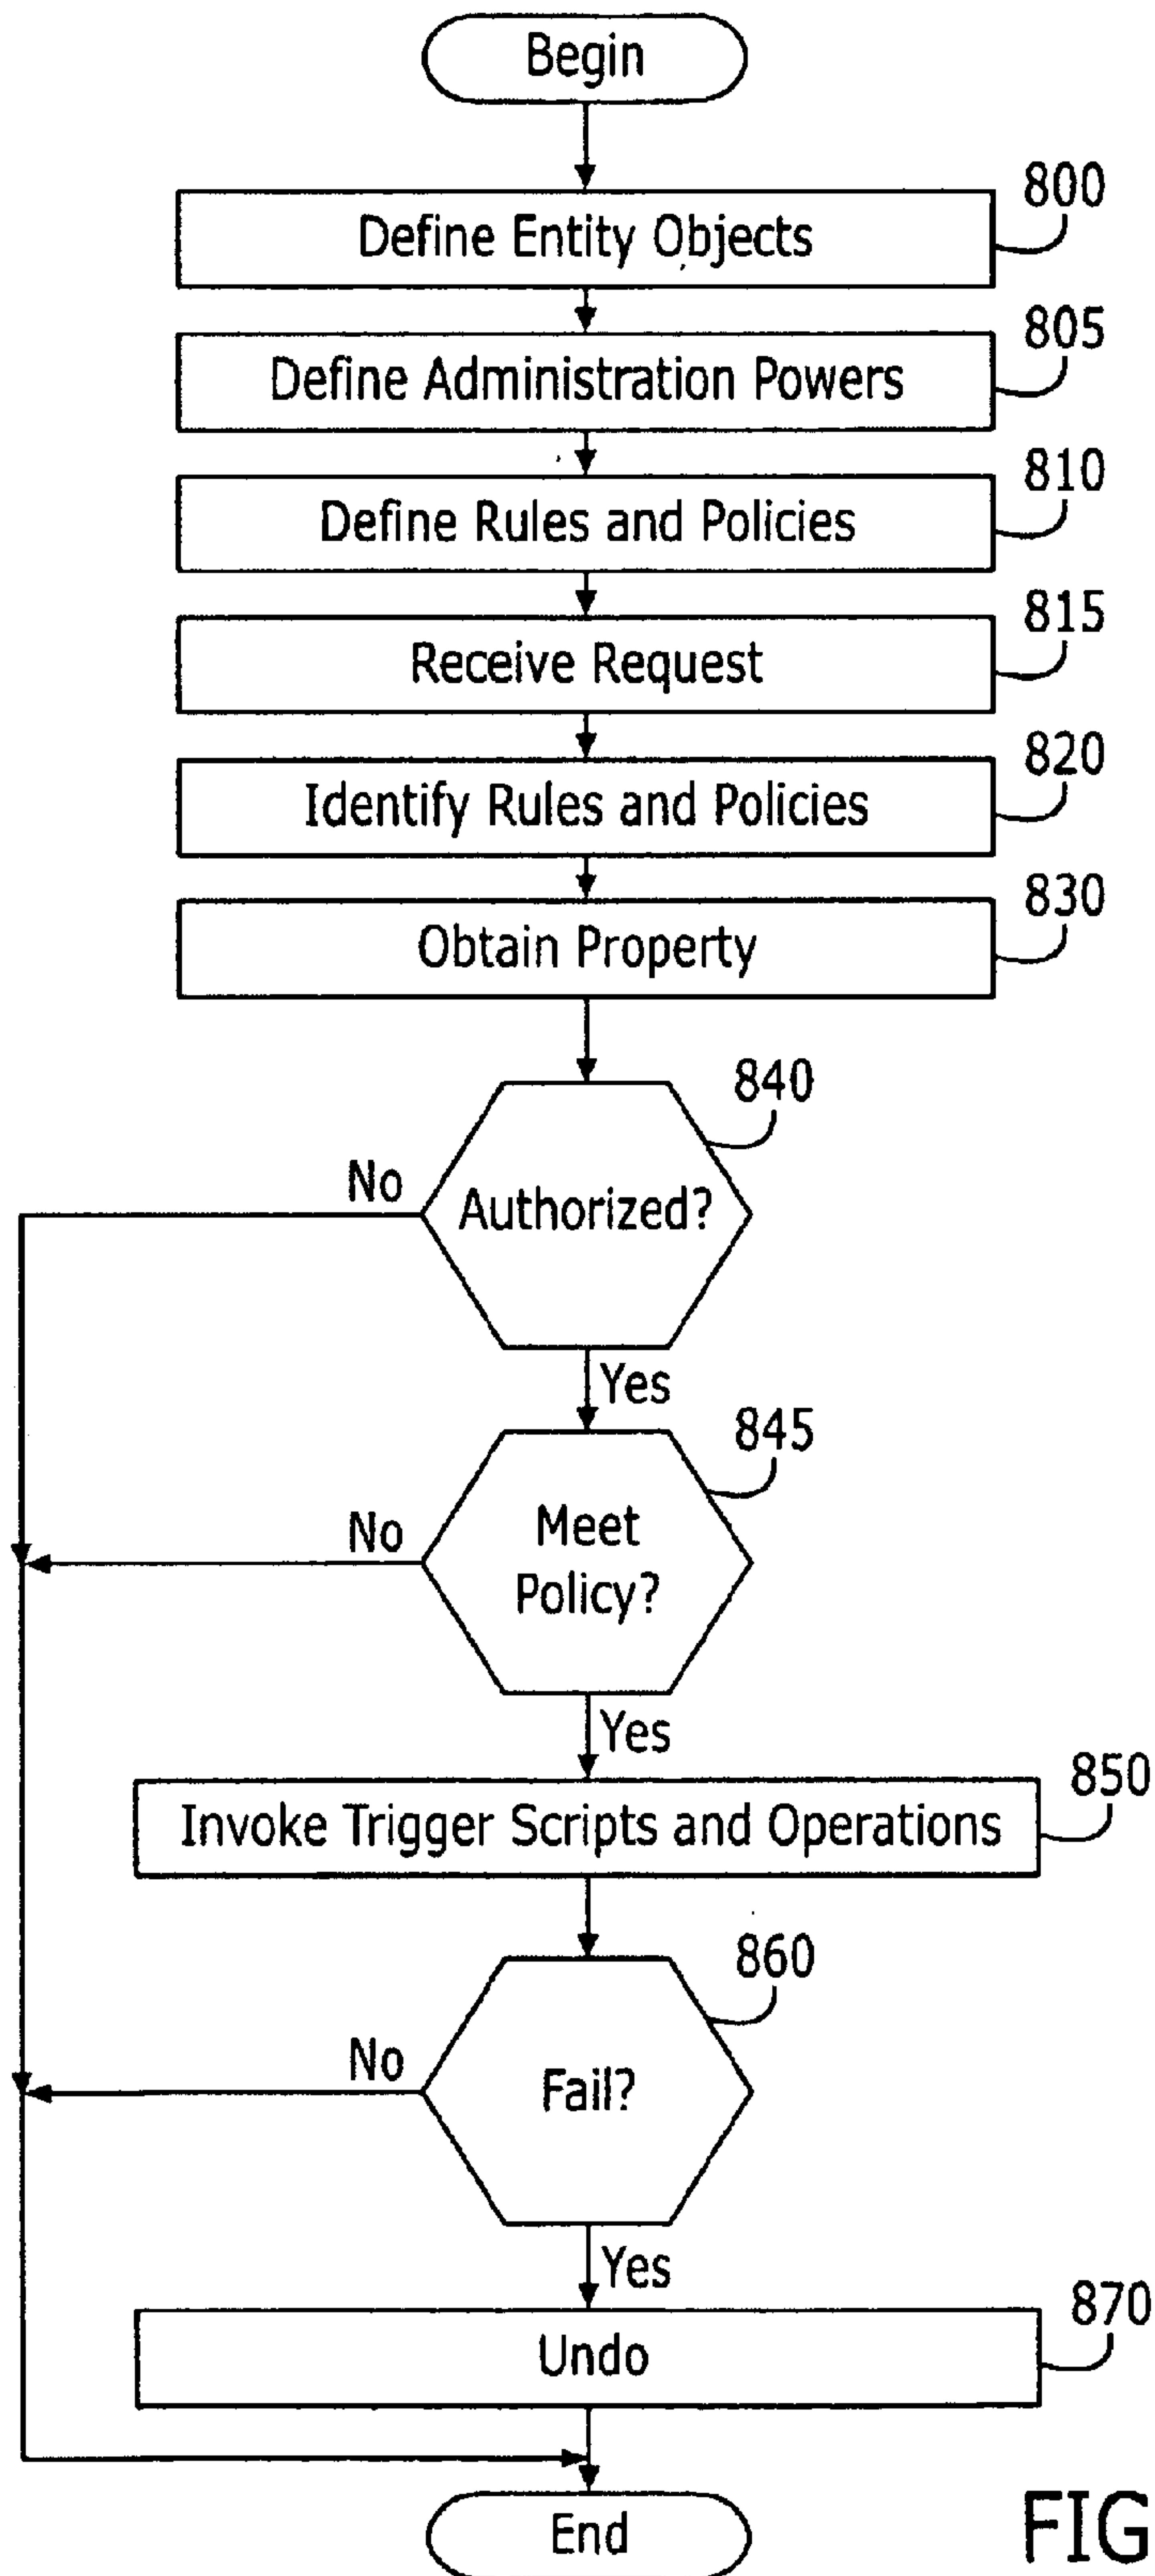 Begin
800
Define Entity Objects
805
Define Administration Powers
810
Define Rules and Policies
815
Receive Request
820
Identify Rules and Policies
830
Obtain Property
840
No
Authorized?
Yes
845
No
Meet
Policy?
Yes
850
Invoke Trigger Scripts and Operations
860
No
Fail?
Yes
870
Undo
End
FIG